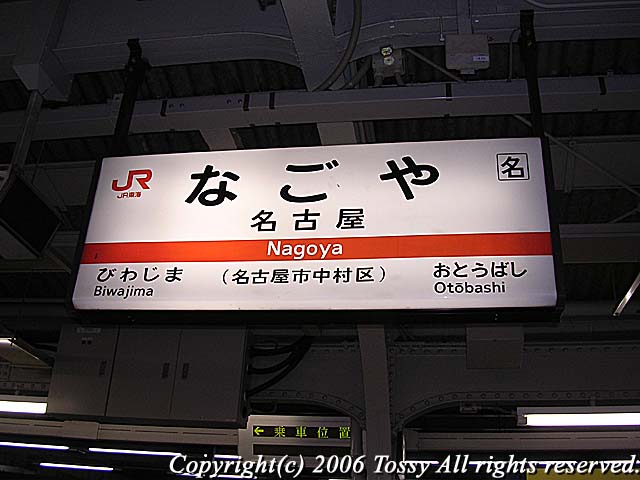 JR
JR東海
なごや
名
名古屋
Nagoya
びわじま
Biwajima
(名古屋市中村区)
おとうばし
Otōbashi
← 乗車位置
Copyright(c) 2006 Tossy All rights reserved.